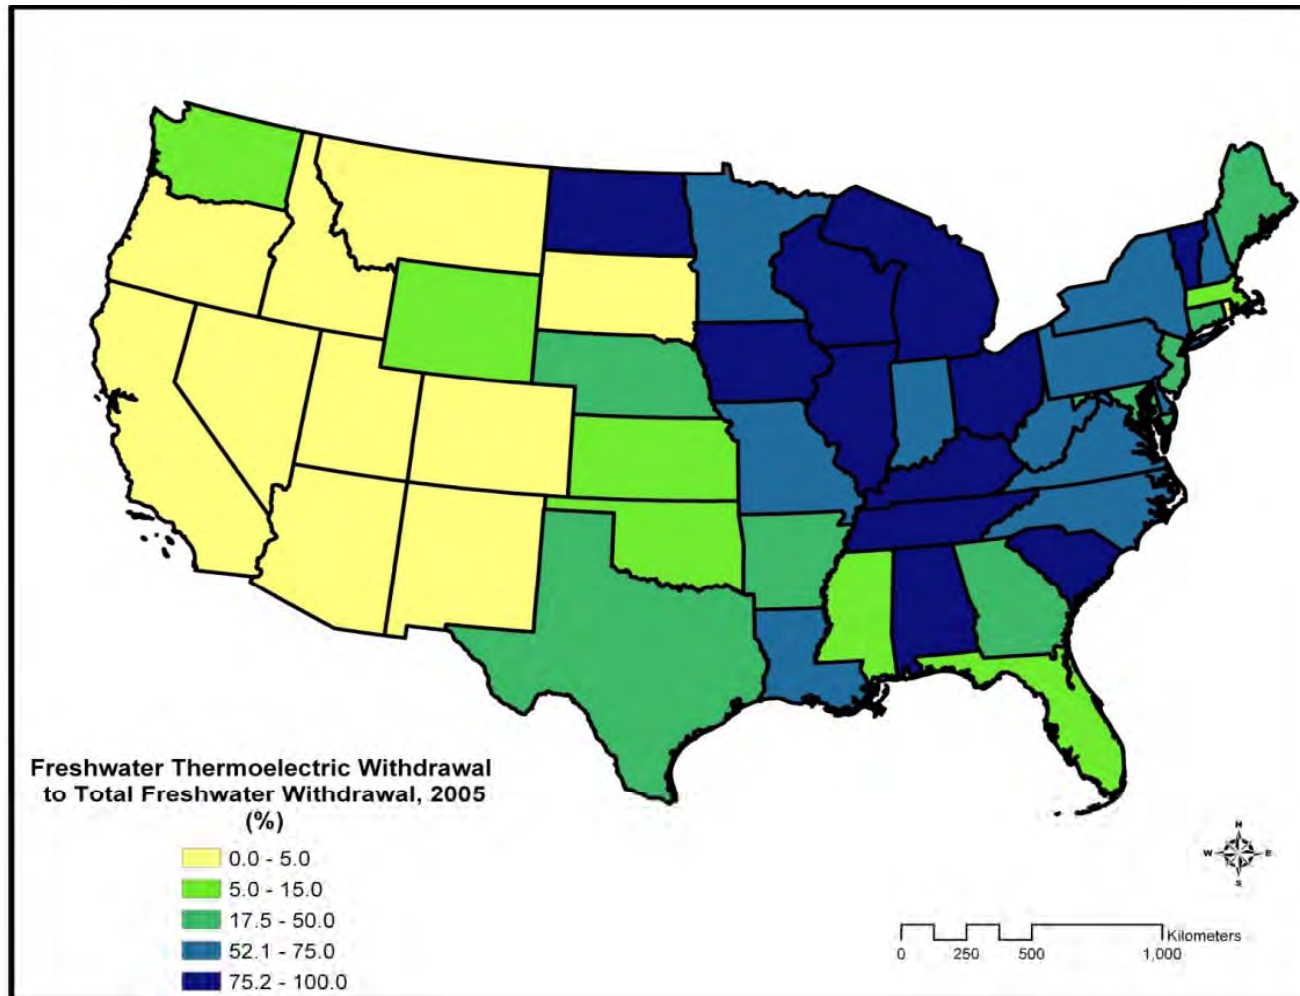 Freshwater Thermoelectric Withdrawal
to Total Freshwater Withdrawal, 2005
(%)
0.0 - 5.0
5.0 - 15.0
17.5 - 50.0
52.1 - 75.0
75.2 - 100.0
N
W E
S
Kilometers
0 250 500 1,000